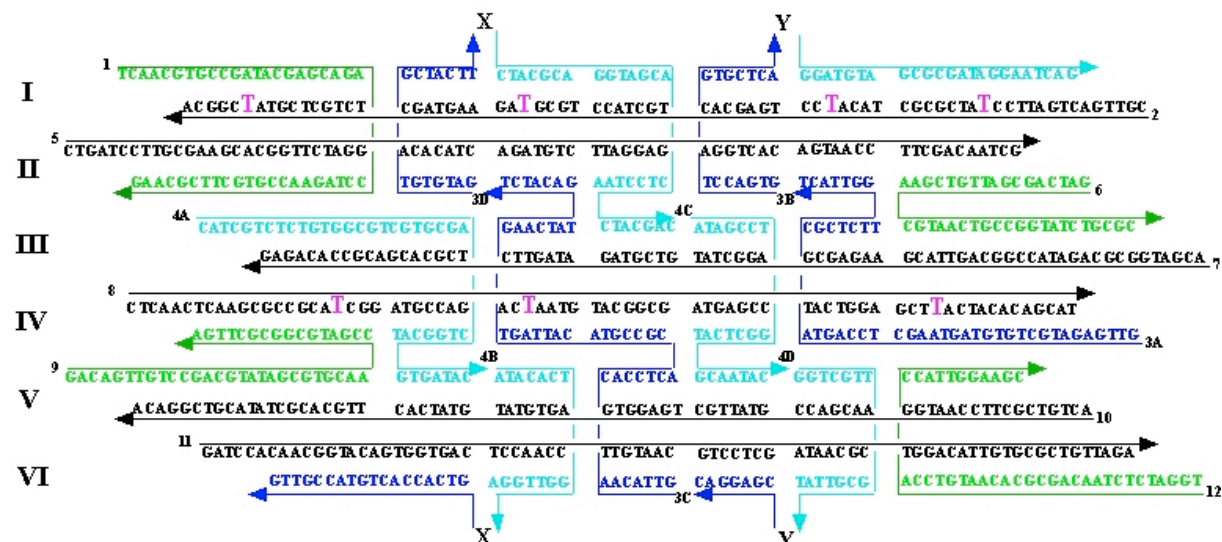 X Y
1 TCAACGTGCCGATACGAGCAGA GCTACTT CTACGCA GGTAGCA GTGCTCA GGATGTA GCGCGATAGGAATCAG
I ACGGCTATGCTCGTCT CGATGAA GATGCGT CCATCGT CACGAGT CCTACAT CGCGCTATCCTTAGTCAGTTGC 2
5 CTGATCCTTGCGAAGCACGGTTCTAGG ACACATC AGATGTC TTAGGAG AGGTCAC AGTAACC TTCGACAATCG
II GAACGCTTCGTGCCAAGATCC TGTGTAG 3D TCTACAG AATCCTC TCCAGTG 3B TCATTGG AAGCTGTTAGCGACTAG 6
4A CATCGTCTCTGTGGCGTCGTGCGA GAACTAT CTACGAC 4C ATAGCCT CGCTCTT CGTAACTGCCGGTATCTGCGC
III GAGACACCGCAGCACGCT CTTGATA GATGCTG TATCGGA GCGAGAA GCATTGACGGCCATAGACGCGGTAGCA 7
8 CTCAACTCAAGCGCCGCATCGG ATGCCAG ACTAATG TACGGCG ATGAGCC TACTGGA GCTTACTACACAGCAT
IV AGTTCGCGGCGTAGCC TACGGTC TGATTAC ATGCCGC TACTCGG ATGACCT CGAATGATGTGTCGTAGAGTTG 3A
9 GACAGTTGTCCGACGTATAGCGTGCAA GTGATAC 4B ATACACT CACCTCA GCAATAC 4D GGTCGTT CCATTGGAAGC
V ACAGGCTGCATATCGCACGTT CACTATG TATGTGA GTGGAGT CGTTATG CCAGCAA GGTAACCTTCGCTGTCA 10
11 GATCCACAACGGTACAGTGGTGAC TCCAACC TTGTAAC GTCCTCG ATAACGC TGGACATTGTGCGCTGTTAGA
VI GTTGCCATGTCACCACTG AGGTTGG AACATTG 3C CAGGAGC TATTGCG ACCTGTAACACGCGACAATCTCTAGGT 12
X Y